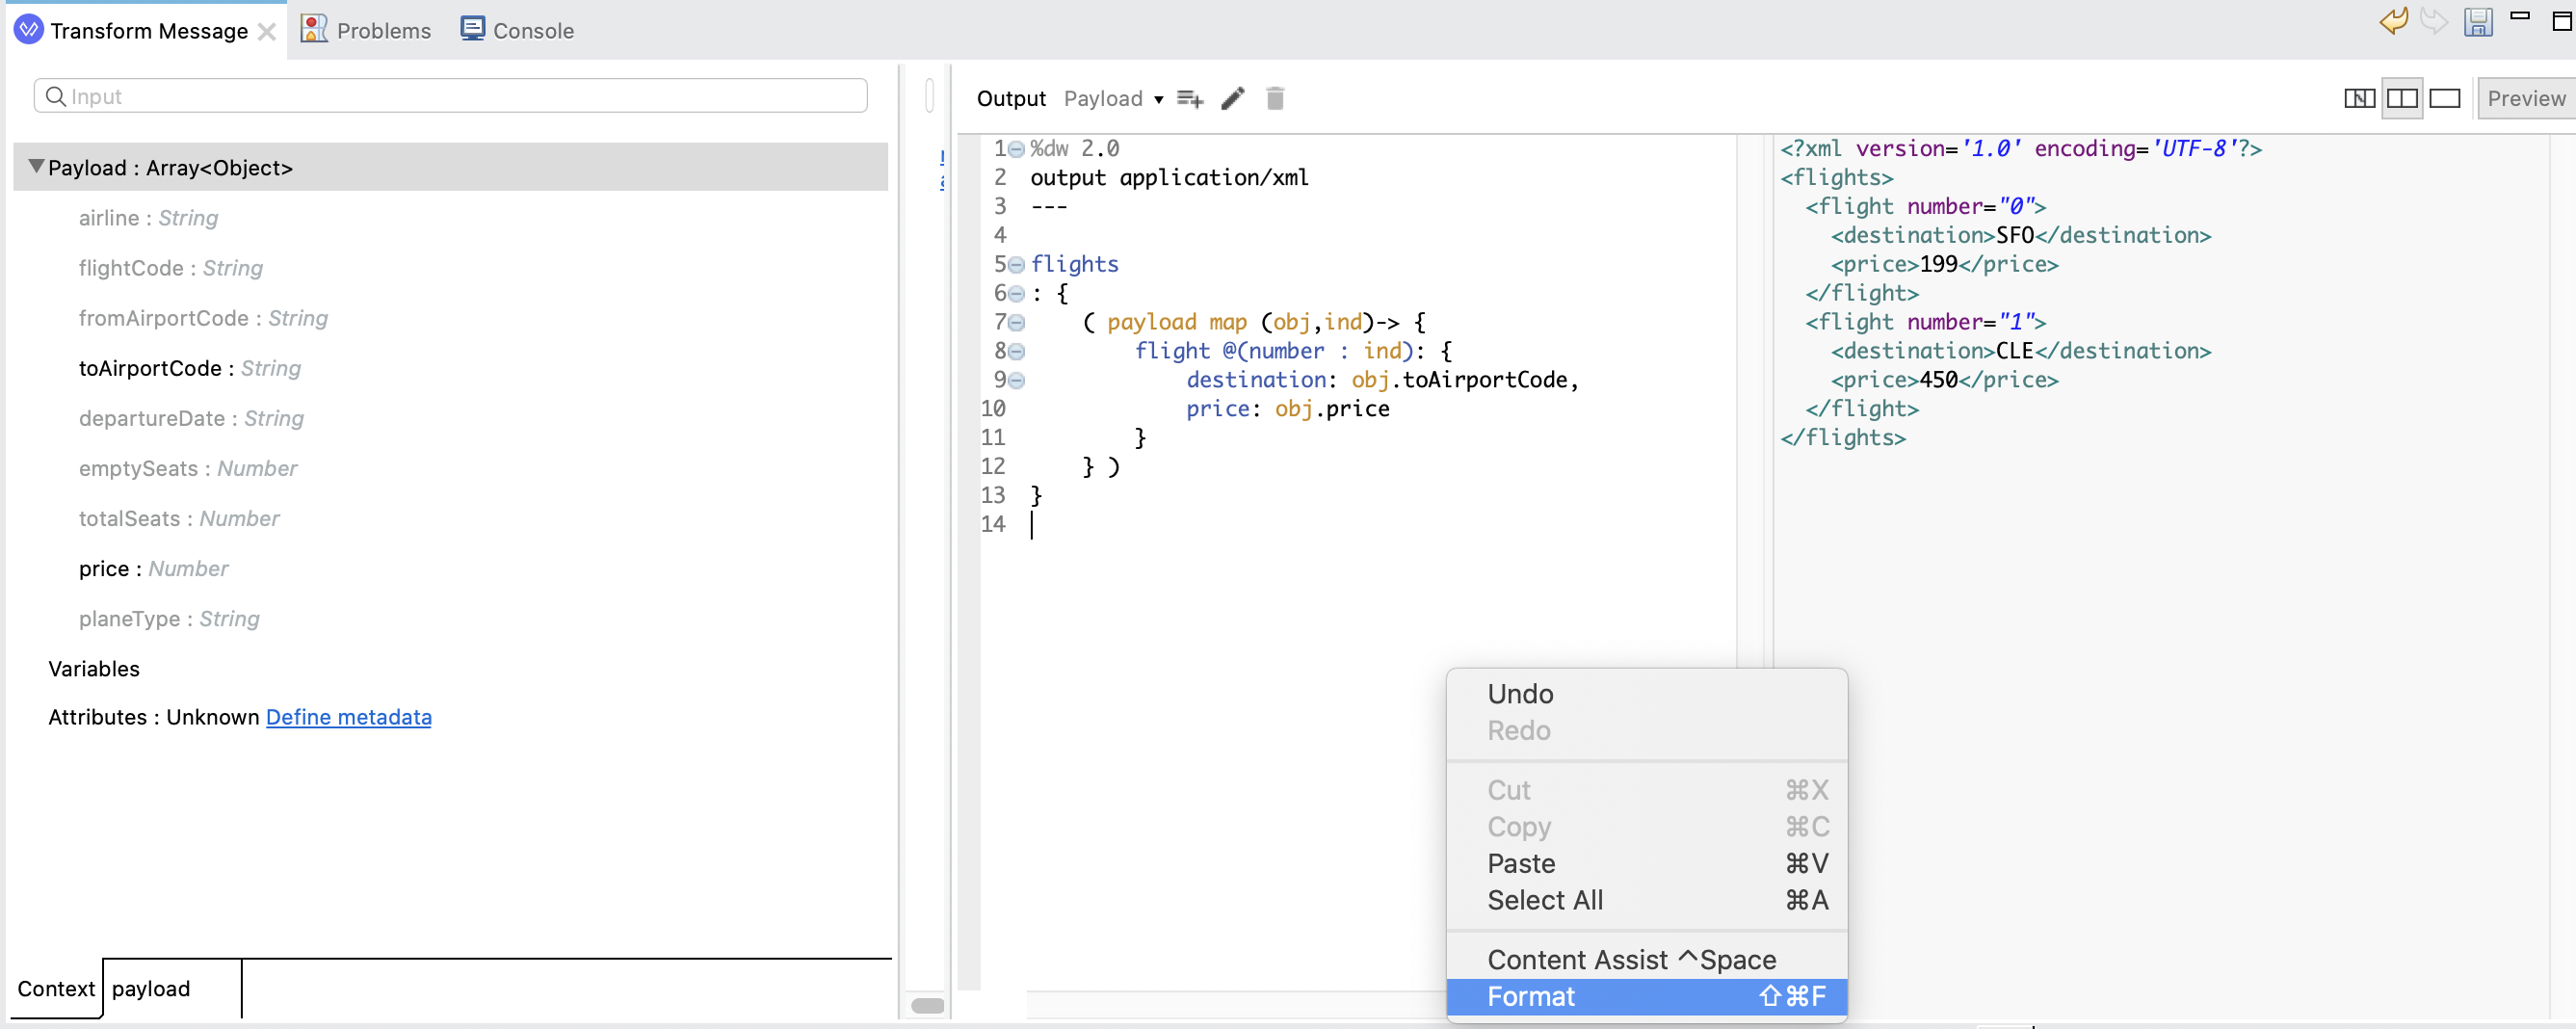 Transform Message
Problems
Console
Input
Payload : Array<Object>
airline : String
flightCode : String
fromAirportCode : String
toAirportCode : String
departureDate : String
emptySeats : Number
totalSeats : Number
price : Number
planeType : String
Variables
Attributes : Unknown Define metadata
Context
payload
Output Payload
Preview
1 %dw 2.0
2 output application/xml
3 ---
4
5 flights
6 : {
7 ( payload map (obj,ind)-> {
8 flight @(number : ind): {
9 destination: obj.toAirportCode,
10 price: obj.price
11 }
12 } )
13 }
14
<?xml version='1.0' encoding='UTF-8'?>
<flights>
<flight number="0">
<destination>SFO</destination>
<price>199</price>
</flight>
<flight number="1">
<destination>CLE</destination>
<price>450</price>
</flight>
</flights>
Undo
Redo
Cut ⌘X
Copy ⌘C
Paste ⌘V
Select All ⌘A
Content Assist ^Space
Format ⇧⌘F